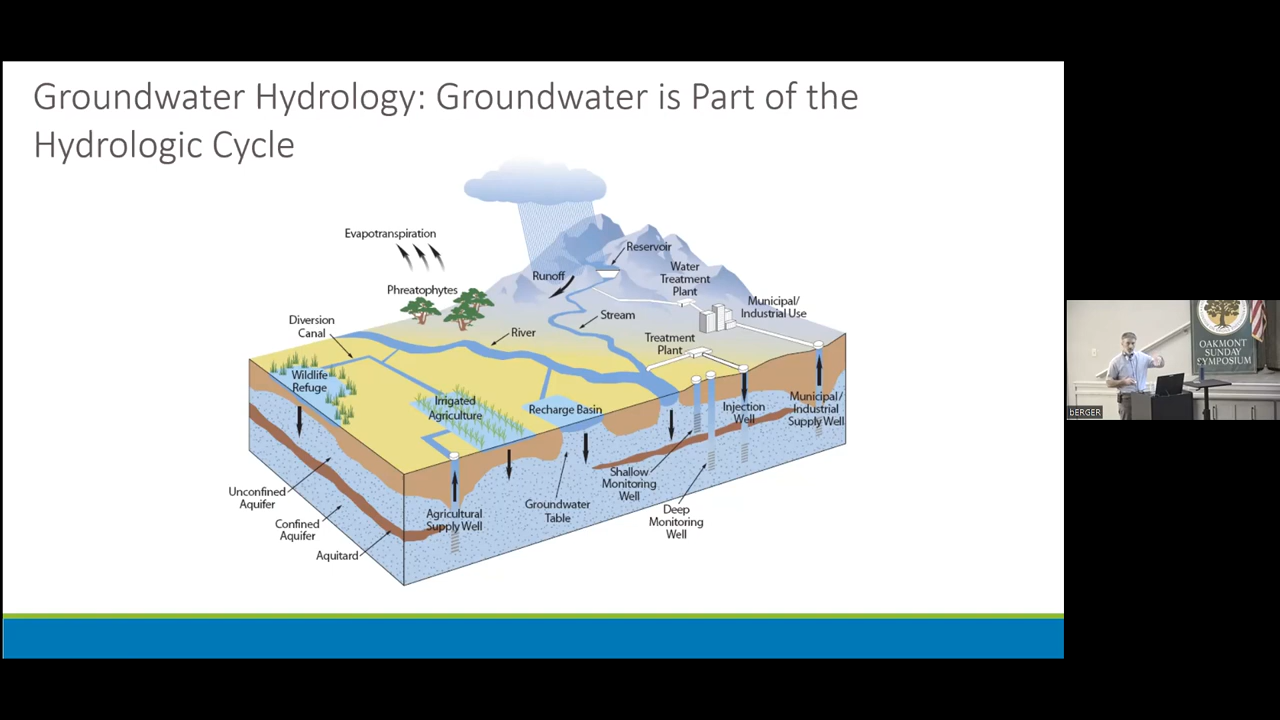 Groundwater Hydrology: Groundwater is Part of the
Hydrologic Cycle
Evapotranspiration
Reservoir
Runoff
Water
Treatment
Plant
Phreatophytes
Municipal/
Industrial Use
Diversion
Canal
Stream
River
Treatment
Plant
Wildlife
Refuge
Irrigated
Agriculture
Recharge Basin
Injection
Well
Municipal/
Industrial
Supply Well
Shallow
Monitoring
Well
Unconfined
Aquifer
Groundwater
Table
Agricultural
Supply Well
Deep
Monitoring
Well
Confined
Aquifer
Aquitard
OAKMONT
SUNDAY
SYMPOSIUM
bERGER